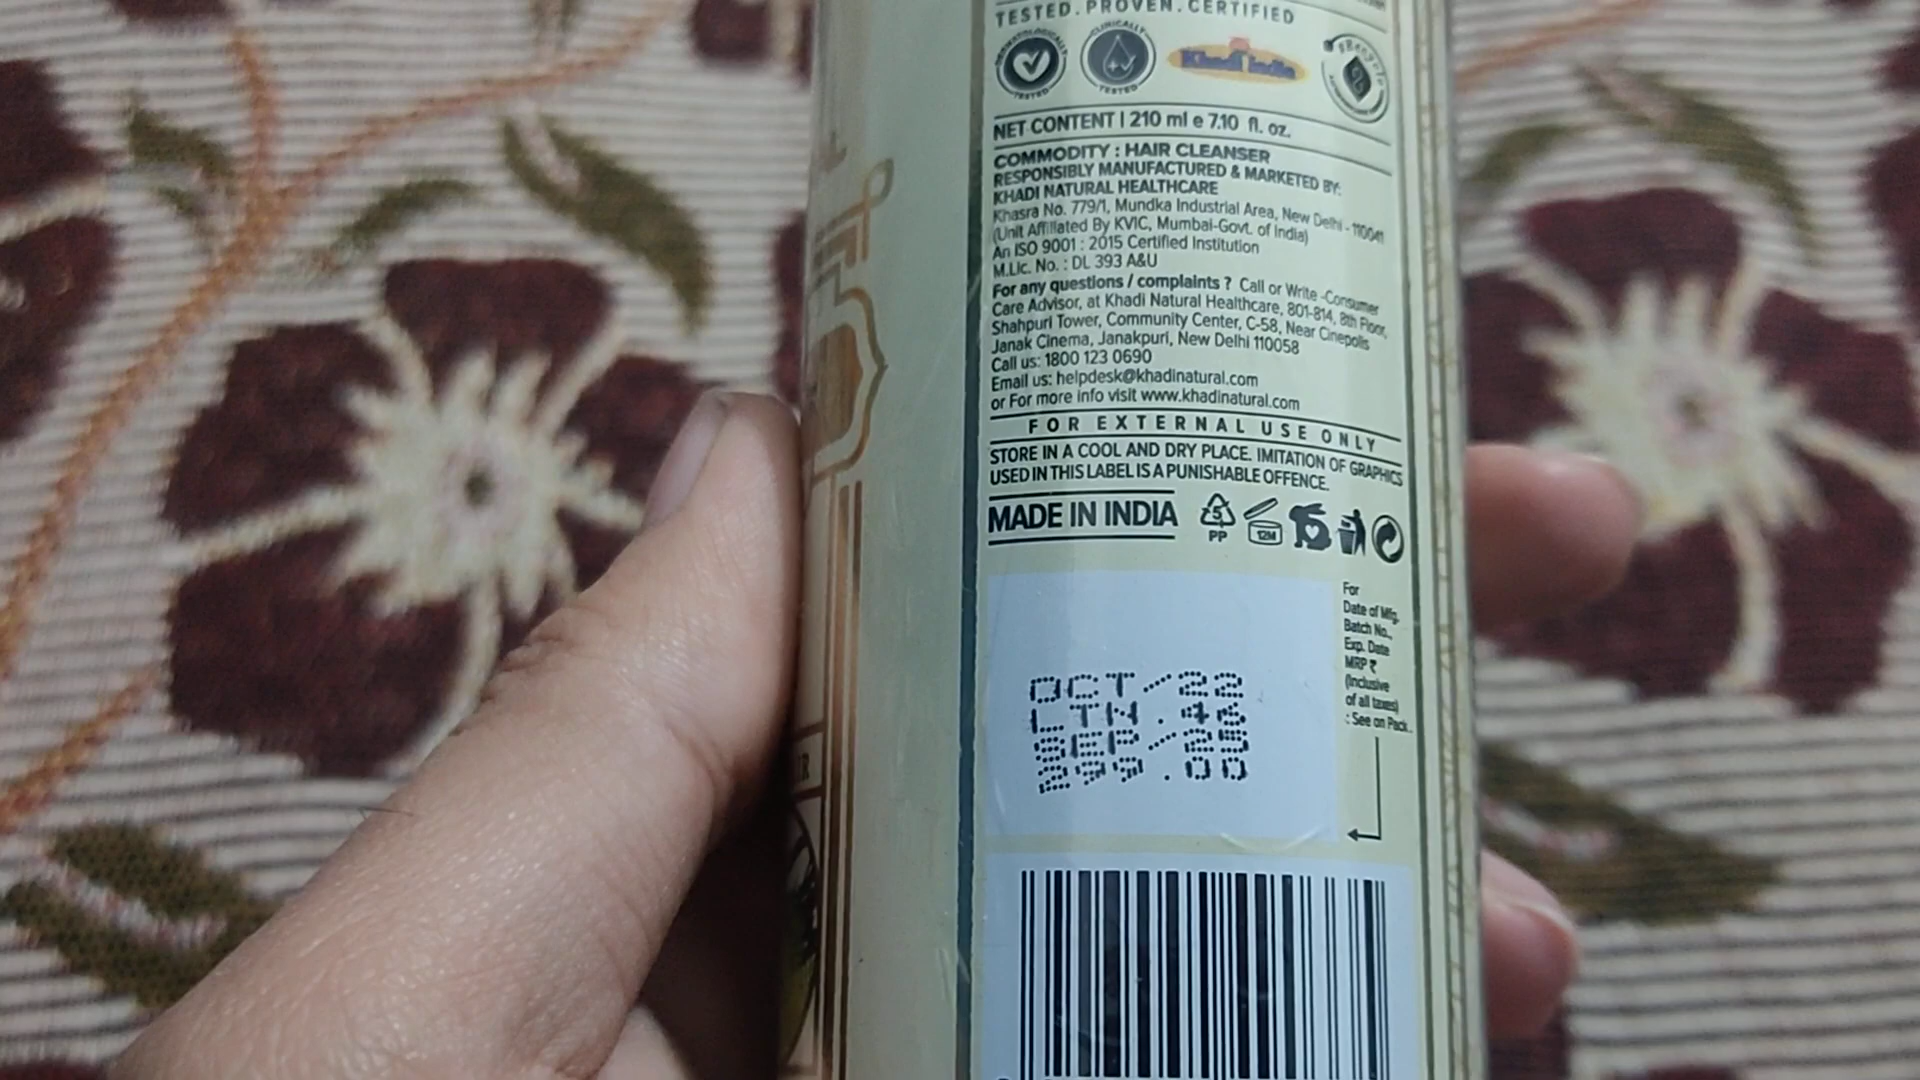 TESTED. PROVEN. CERTIFIED
DERMATOLOGICALLY TESTED
CLINICALLY TESTED
Khadi India
NET CONTENT | 210 ml e 7.10 fl. oz.
COMMODITY : HAIR CLEANSER
RESPONSIBLY MANUFACTURED & MARKETED BY:
KHADI NATURAL HEALTHCARE
Khasra No. 779/1, Mundka Industrial Area, New Delhi - 110041
(Unit Affiliated By KVIC, Mumbai-Govt. of India)
An ISO 9001 : 2015 Certified Institution
M.Lic. No. : DL 393 A&U
For any questions / complaints ? Call or Write -Consumer
Care Advisor, at Khadi Natural Healthcare, 801-814, 8th Floor,
Shahpuri Tower, Community Center, C-58, Near Cinepolis
Janak Cinema, Janakpuri, New Delhi 110058
Call us: 1800 123 0690
Email us: helpdesk@khadinatural.com
or For more info visit www.khadinatural.com
FOR EXTERNAL USE ONLY
STORE IN A COOL AND DRY PLACE. IMITATION OF GRAPHICS
USED IN THIS LABEL IS A PUNISHABLE OFFENCE.
MADE IN INDIA
5
PP
12M
For
Date of Mfg.
Batch No.,
Exp. Date
MRP ₹
(Inclusive
of all taxes)
: See on Pack.
OCT/22
LTN.46
SEP/25
299.00